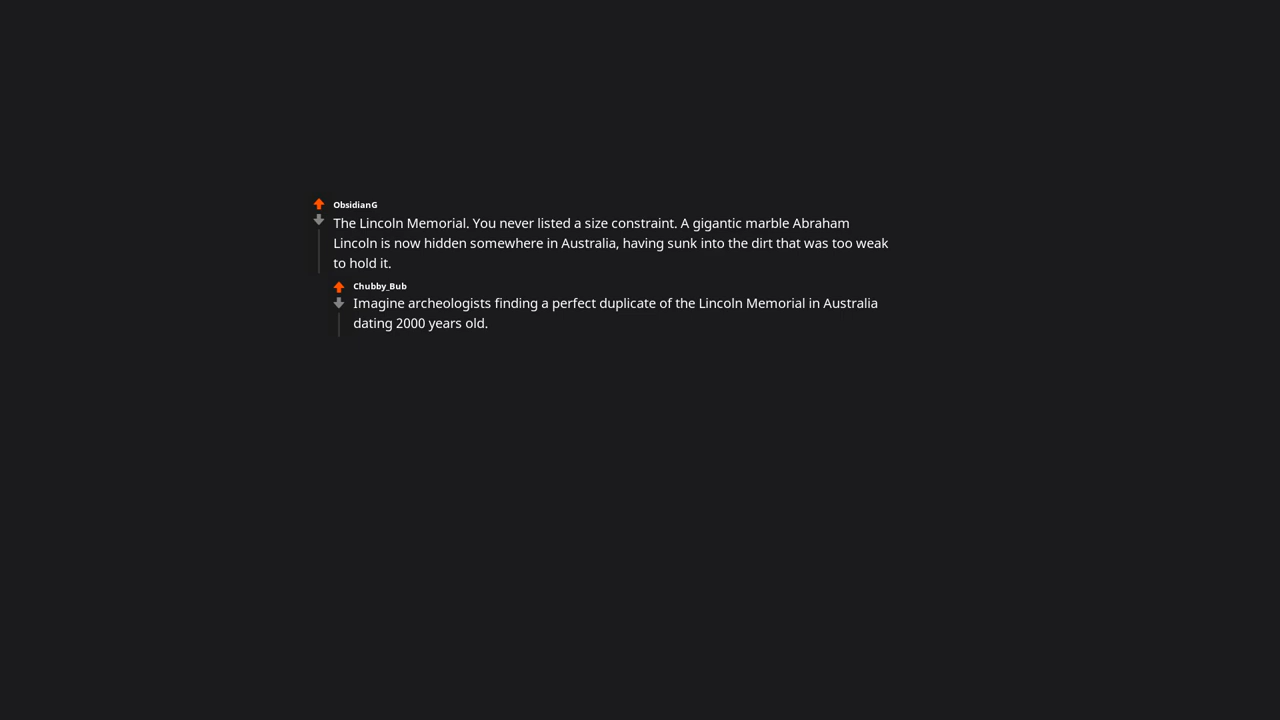 ObsidianG
The Lincoln Memorial. You never listed a size constraint. A gigantic marble Abraham
Lincoln is now hidden somewhere in Australia, having sunk into the dirt that was too weak
to hold it.
Chubby_Bub
Imagine archeologists finding a perfect duplicate of the Lincoln Memorial in Australia
dating 2000 years old.